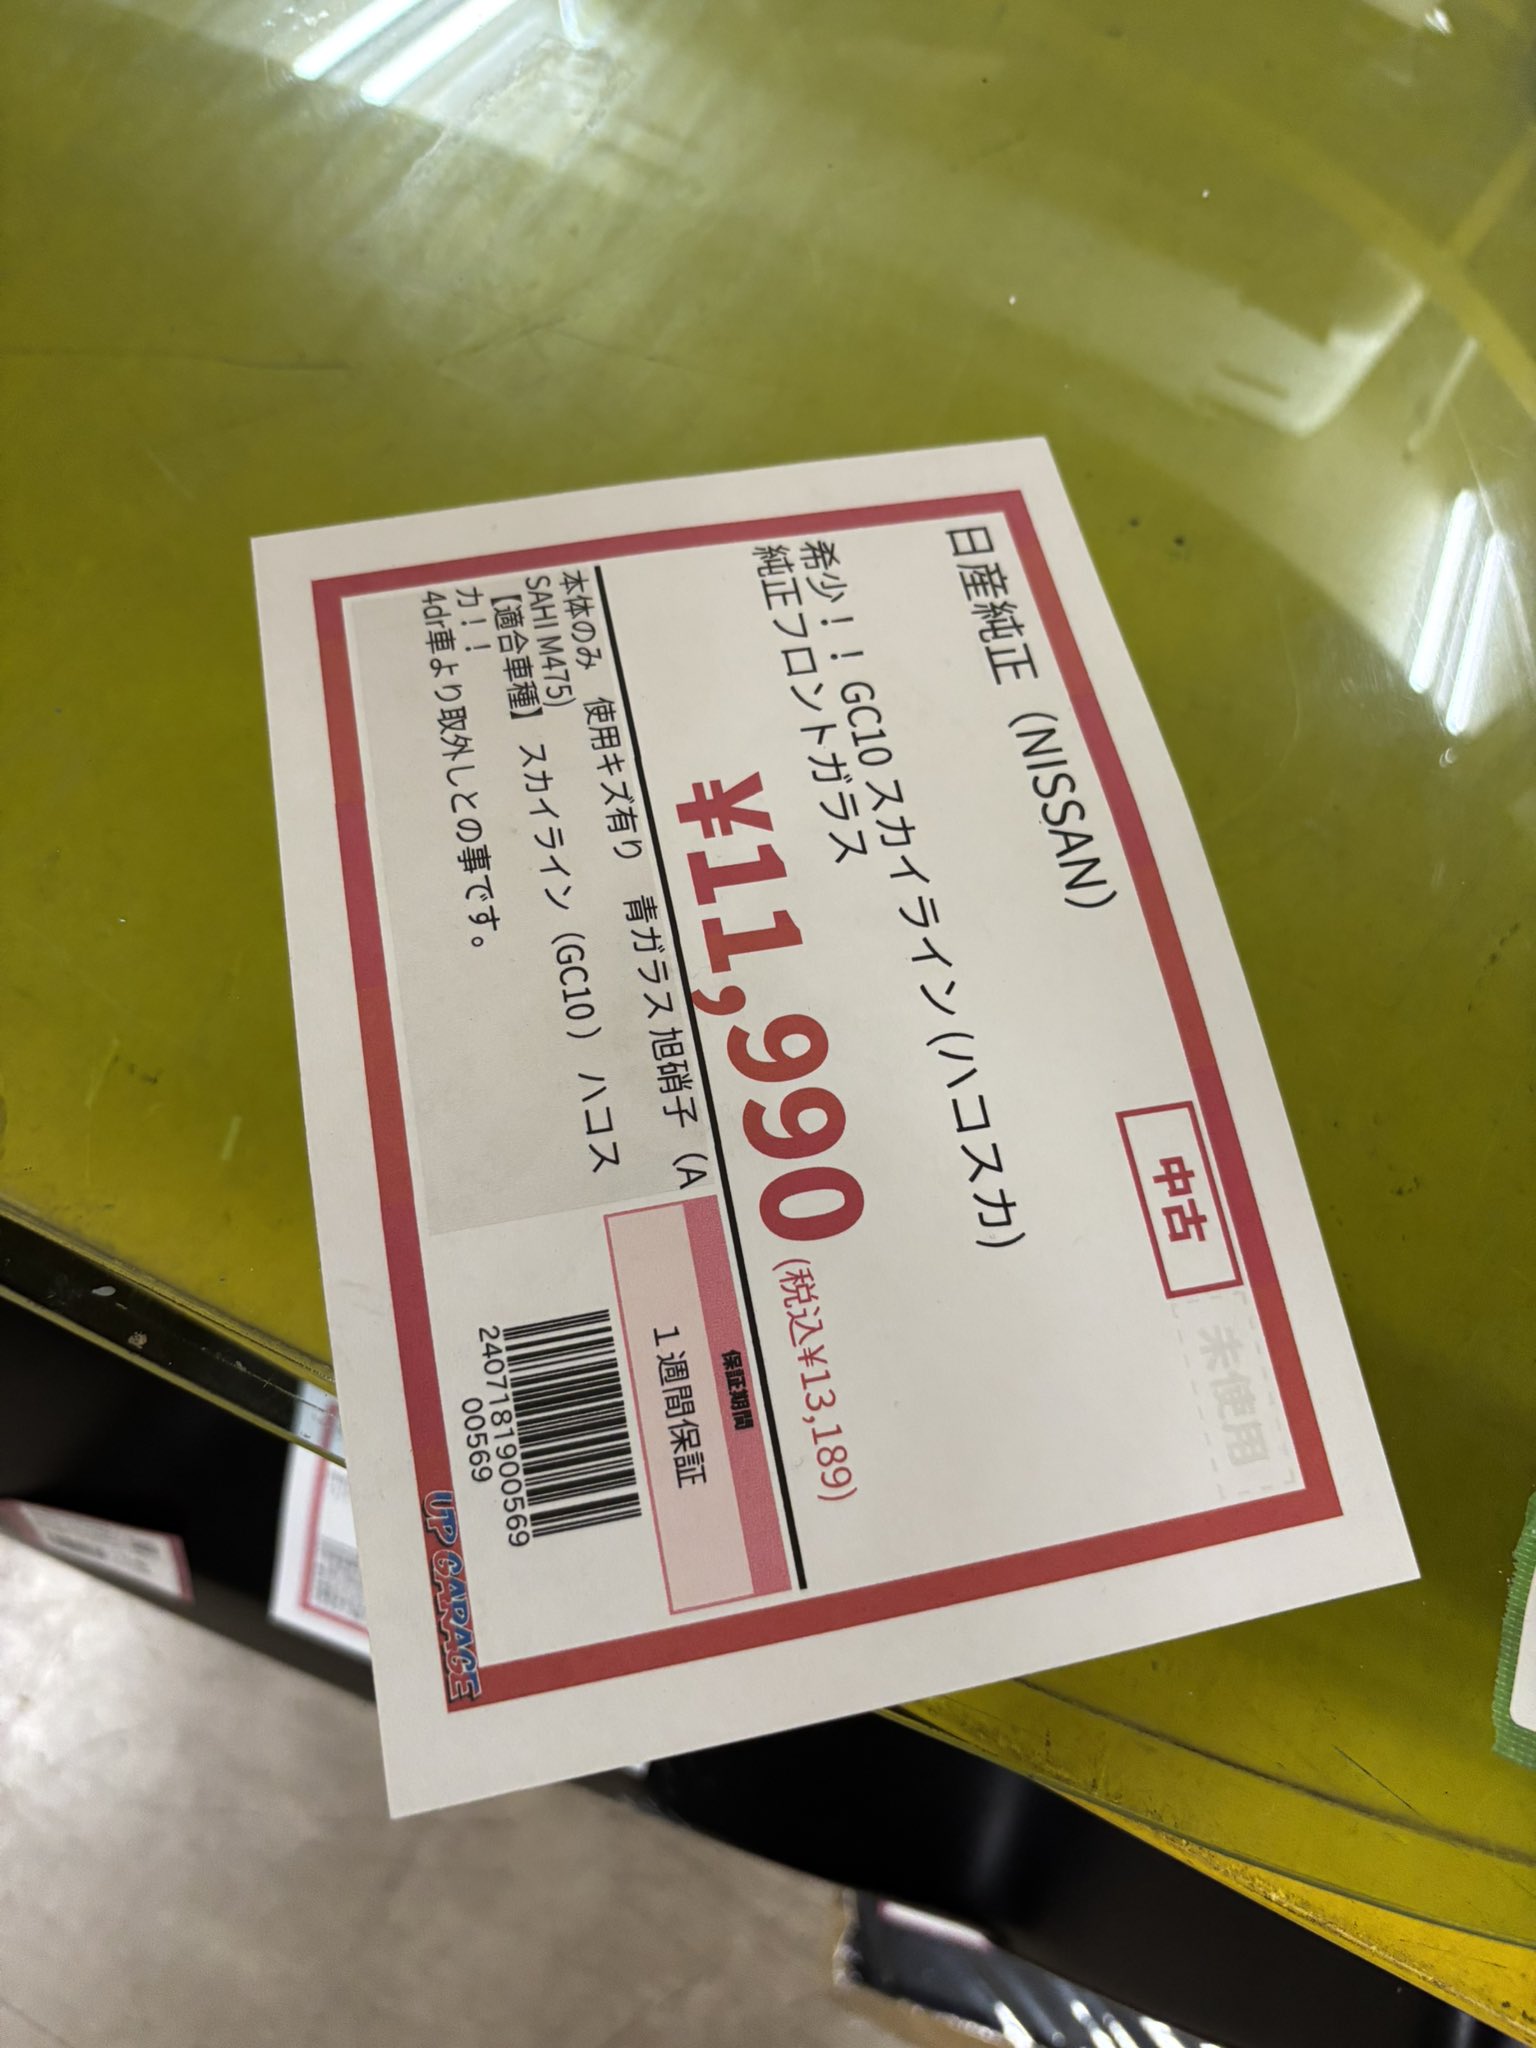 日産純正（NISSAN）
中古
未使用
希少！！GC10 スカイライン(ハコスカ)
純正フロントガラス
¥11,990(税込¥13,189)
本体のみ　使用キズ有り　青ガラス 旭硝子（A
SAHI M475)
【適合車種】 スカイライン（GC10） ハコス
カ！！
4dr車より取外しとの事です。
保証期間
１週間保証
2407181900569
00569
UP GARAGE